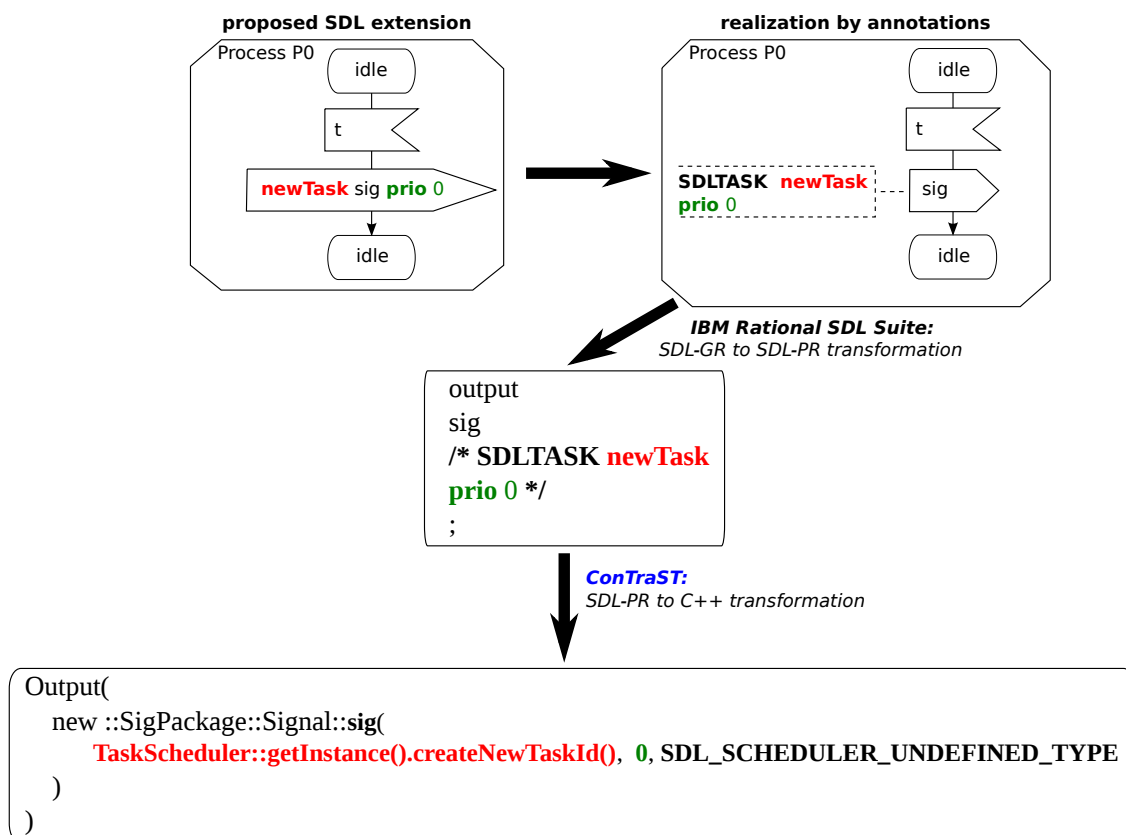 proposed SDL extension
Process P0
idle
t
newTask sig prio 0
idle
realization by annotations
Process P0
idle
t
SDLTASK newTask
prio 0
sig
idle
IBM Rational SDL Suite:
SDL-GR to SDL-PR transformation
output
sig
/* SDLTASK newTask
prio 0 */
;
ConTraST:
SDL-PR to C++ transformation
Output(
new ::SigPackage::Signal::sig(
TaskScheduler::getInstance().createNewTaskId(), 0, SDL_SCHEDULER_UNDEFINED_TYPE
)
)